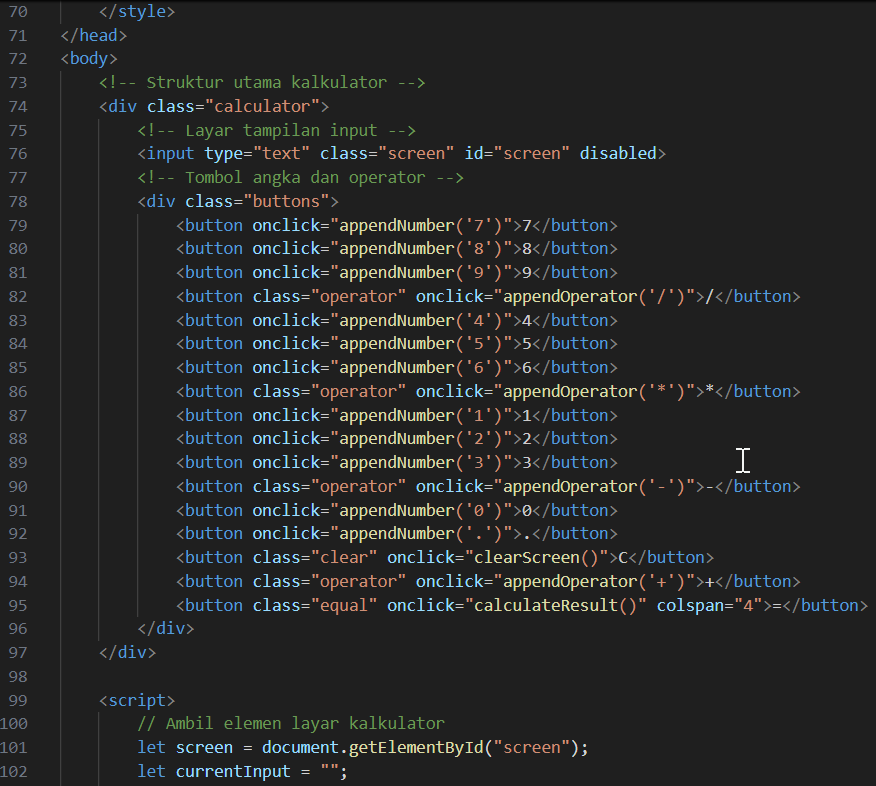 70 </style>
71 </head>
72 <body>
73 <!-- Struktur utama kalkulator -->
74 <div class="calculator">
75 <!-- Layar tampilan input -->
76 <input type="text" class="screen" id="screen" disabled>
77 <!-- Tombol angka dan operator -->
78 <div class="buttons">
79 <button onclick="appendNumber('7')">7</button>
80 <button onclick="appendNumber('8')">8</button>
81 <button onclick="appendNumber('9')">9</button>
82 <button class="operator" onclick="appendOperator('/')">/</button>
83 <button onclick="appendNumber('4')">4</button>
84 <button onclick="appendNumber('5')">5</button>
85 <button onclick="appendNumber('6')">6</button>
86 <button class="operator" onclick="appendOperator('*')">*</button>
87 <button onclick="appendNumber('1')">1</button>
88 <button onclick="appendNumber('2')">2</button>
89 <button onclick="appendNumber('3')">3</button>
90 <button class="operator" onclick="appendOperator('-')">-</button>
91 <button onclick="appendNumber('0')">0</button>
92 <button onclick="appendNumber('.')">.</button>
93 <button class="clear" onclick="clearScreen()">C</button>
94 <button class="operator" onclick="appendOperator('+')">+</button>
95 <button class="equal" onclick="calculateResult()" colspan="4">=</button>
96 </div>
97 </div>
98
99 <script>
100 // Ambil elemen layar kalkulator
101 let screen = document.getElementById("screen");
102 let currentInput = "";